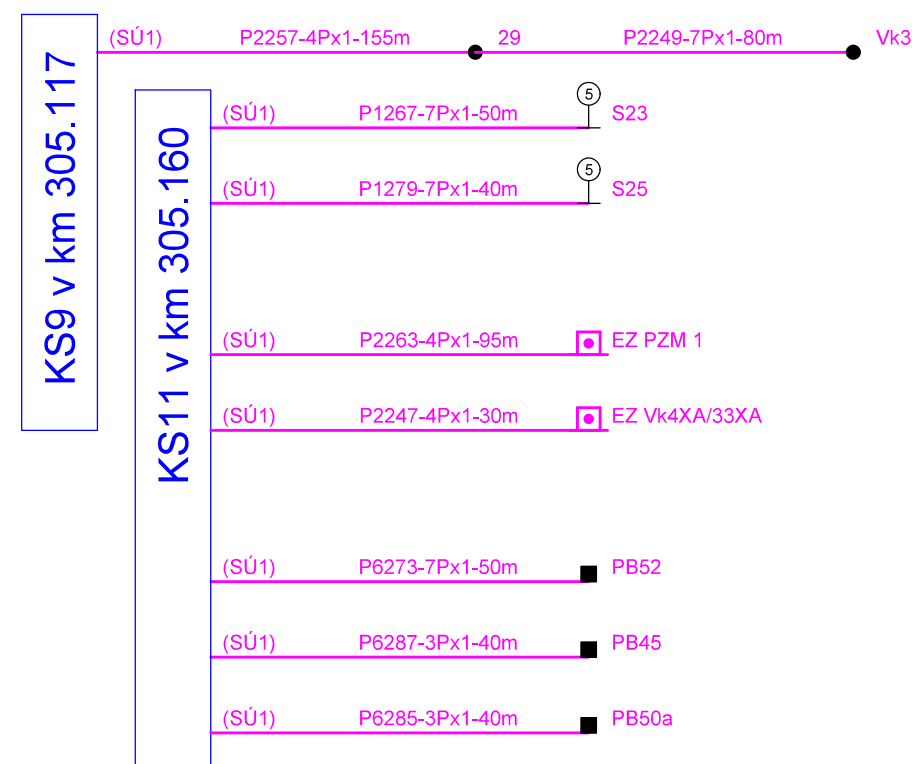 (SÚ1) P2257-4Px1-155m 29 P2249-7Px1-80m Vk3
KS9 v km 305.117
KS11 v km 305.160
5
(SÚ1) P1267-7Px1-50m S23
5
(SÚ1) P1279-7Px1-40m S25
(SÚ1) P2263-4Px1-95m EZ PZM 1
(SÚ1) P2247-4Px1-30m EZ Vk4XA/33XA
(SÚ1) P6273-7Px1-50m PB52
(SÚ1) P6287-3Px1-40m PB45
(SÚ1) P6285-3Px1-40m PB50a